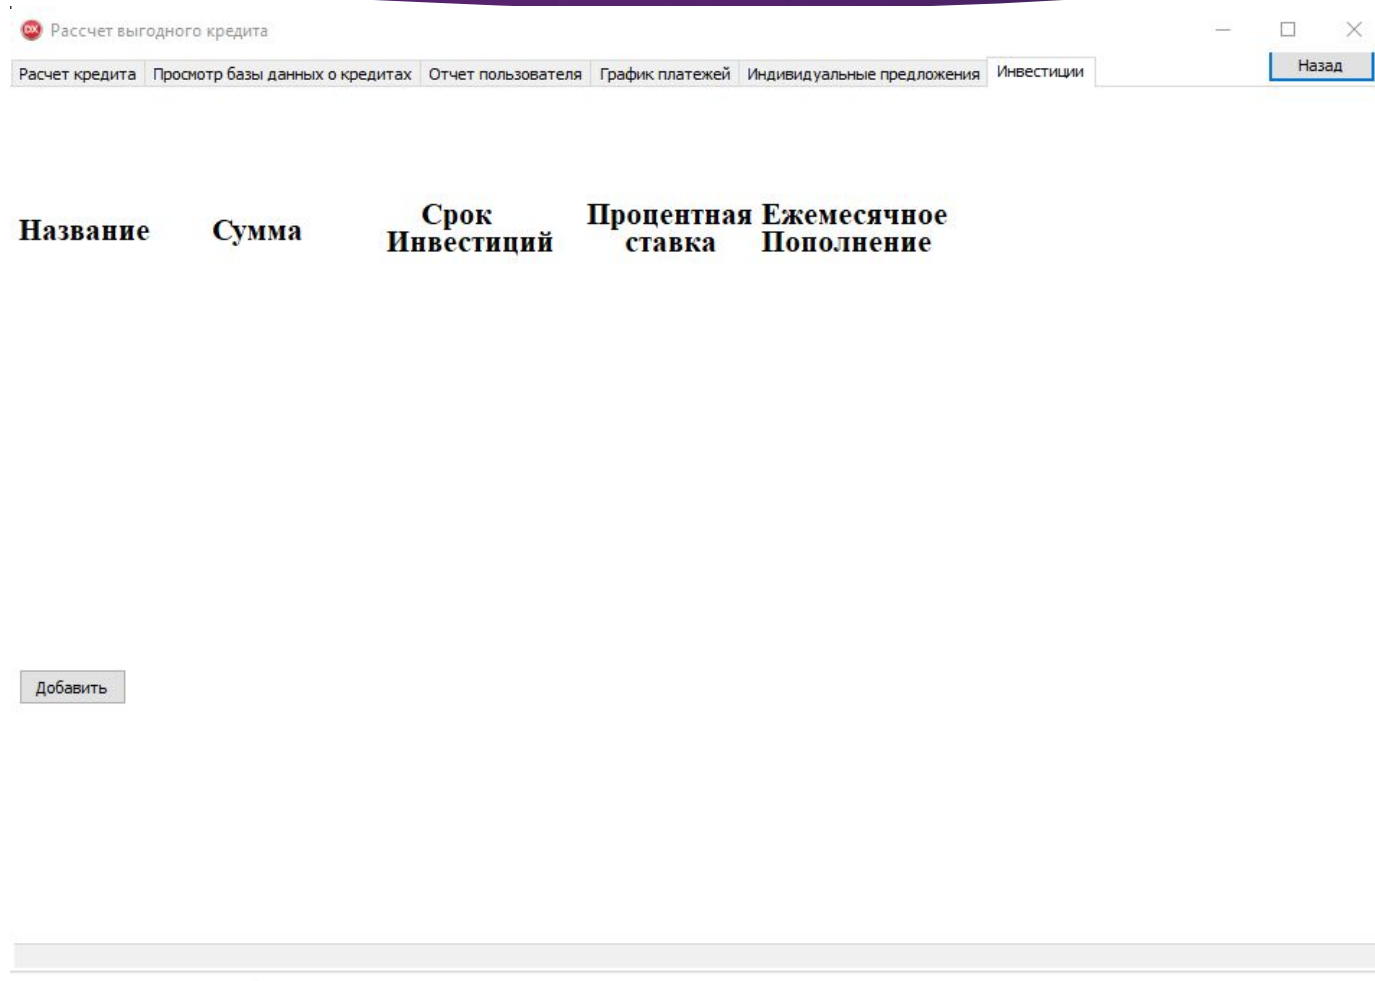 DX Рассчет выгодного кредита
Расчет кредита Просмотр базы данных о кредитах Отчет пользователя График платежей Индивидуальные предложения Инвестиции Назад
Название Сумма Срок Инвестиций Процентная ставка Ежемесячное Пополнение
Добавить